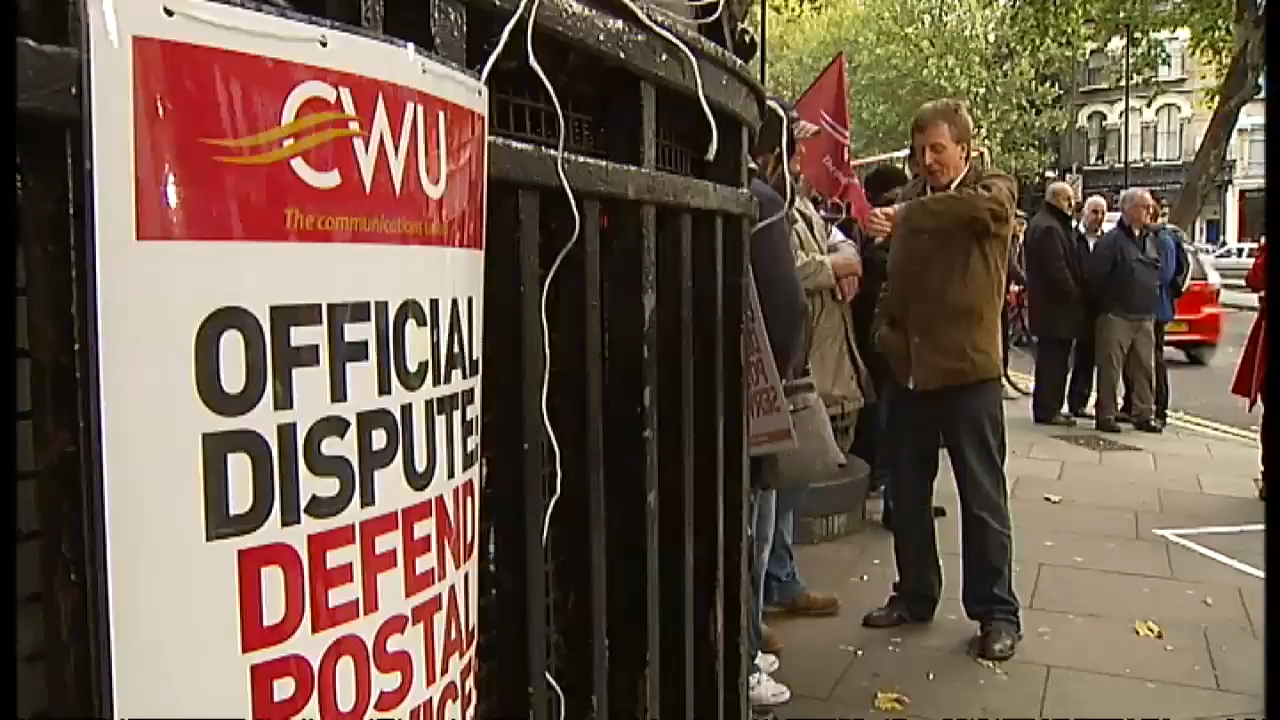 CWU
The communications union
OFFICIAL
DISPUTE:
DEFEND
POSTAL